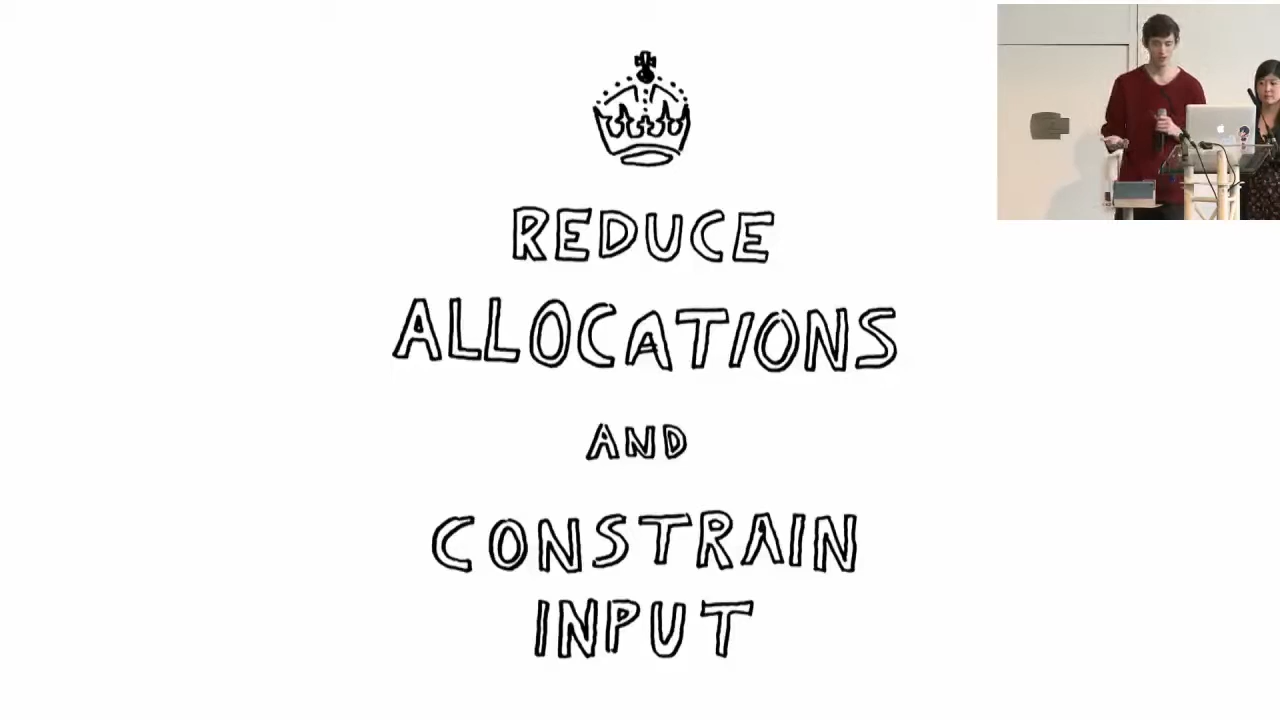 REDUCE
ALLOCATIONS
AND
CONSTRAIN
INPUT